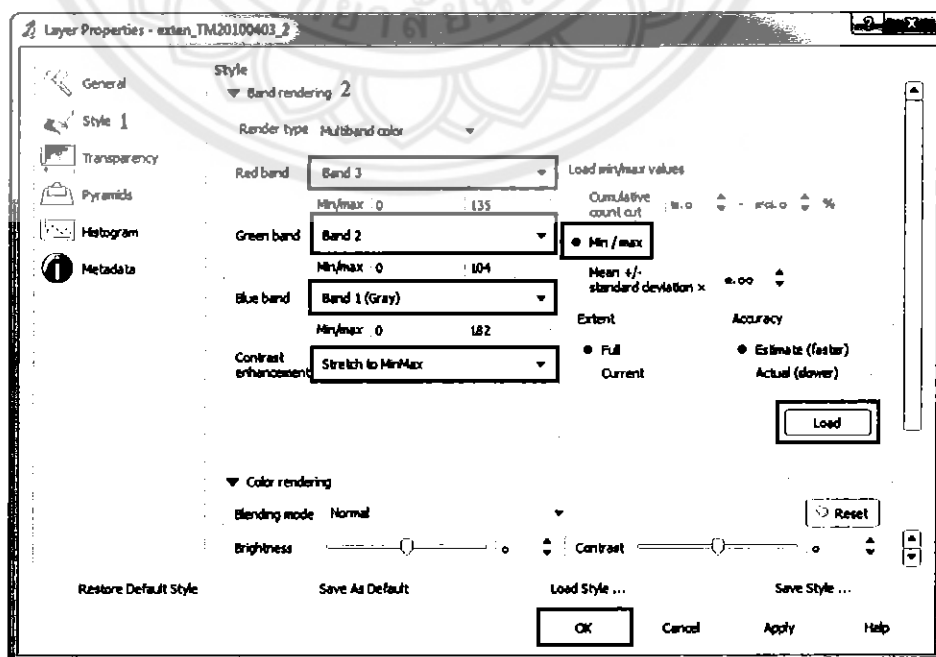 Layer Properties - exten_TM20100403_2
General
Style 1
Transparency
Pyramids
Histogram
Metadata
Style
Band rendering 2
Render type Multiband color
Red band Band 3
Min/max 0 135
Green band Band 2
Min/max 0 104
Blue band Band 1 (Gray)
Min/max 0 182
Contrast enhancement Stretch to MinMax
Load min/max values
Cumulative count cut - %
Min / max
Mean +/- standard deviation ×
Extent
Full
Current
Accuracy
Estimate (faster)
Actual (slower)
Load
Color rendering
Blending mode Normal
Reset
Brightness 0
Contrast 0
Restore Default Style
Save As Default
Load Style ...
Save Style ...
OK
Cancel
Apply
Help